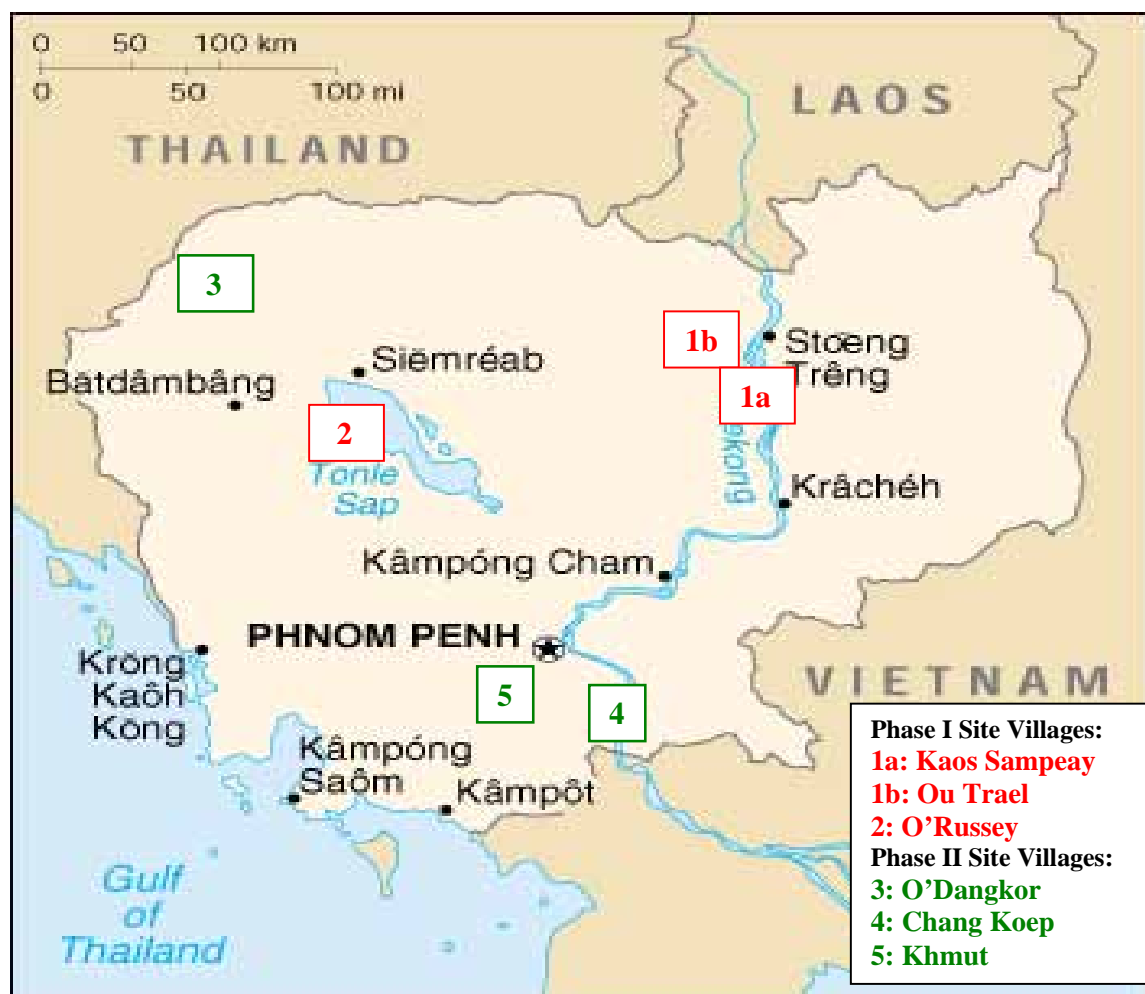 0 50 100 km
0 50 100 mi
LAOS
THAILAND
3
1b
Stœng
Trêng
Siĕmréab
Batdâmbâng
1a
2
Tonle
Sap
Krâchéh
Kâmpóng Cham
PHNOM PENH
Krŏng
Kaôh
Kŏng
5
4
VIETNAM
Kâmpóng
Saôm
Kâmpôt
Gulf
of
Thailand
Phase I Site Villages:
1a: Kaos Sampeay
1b: Ou Trael
2: O’Russey
Phase II Site Villages:
3: O’Dangkor
4: Chang Koep
5: Khmut